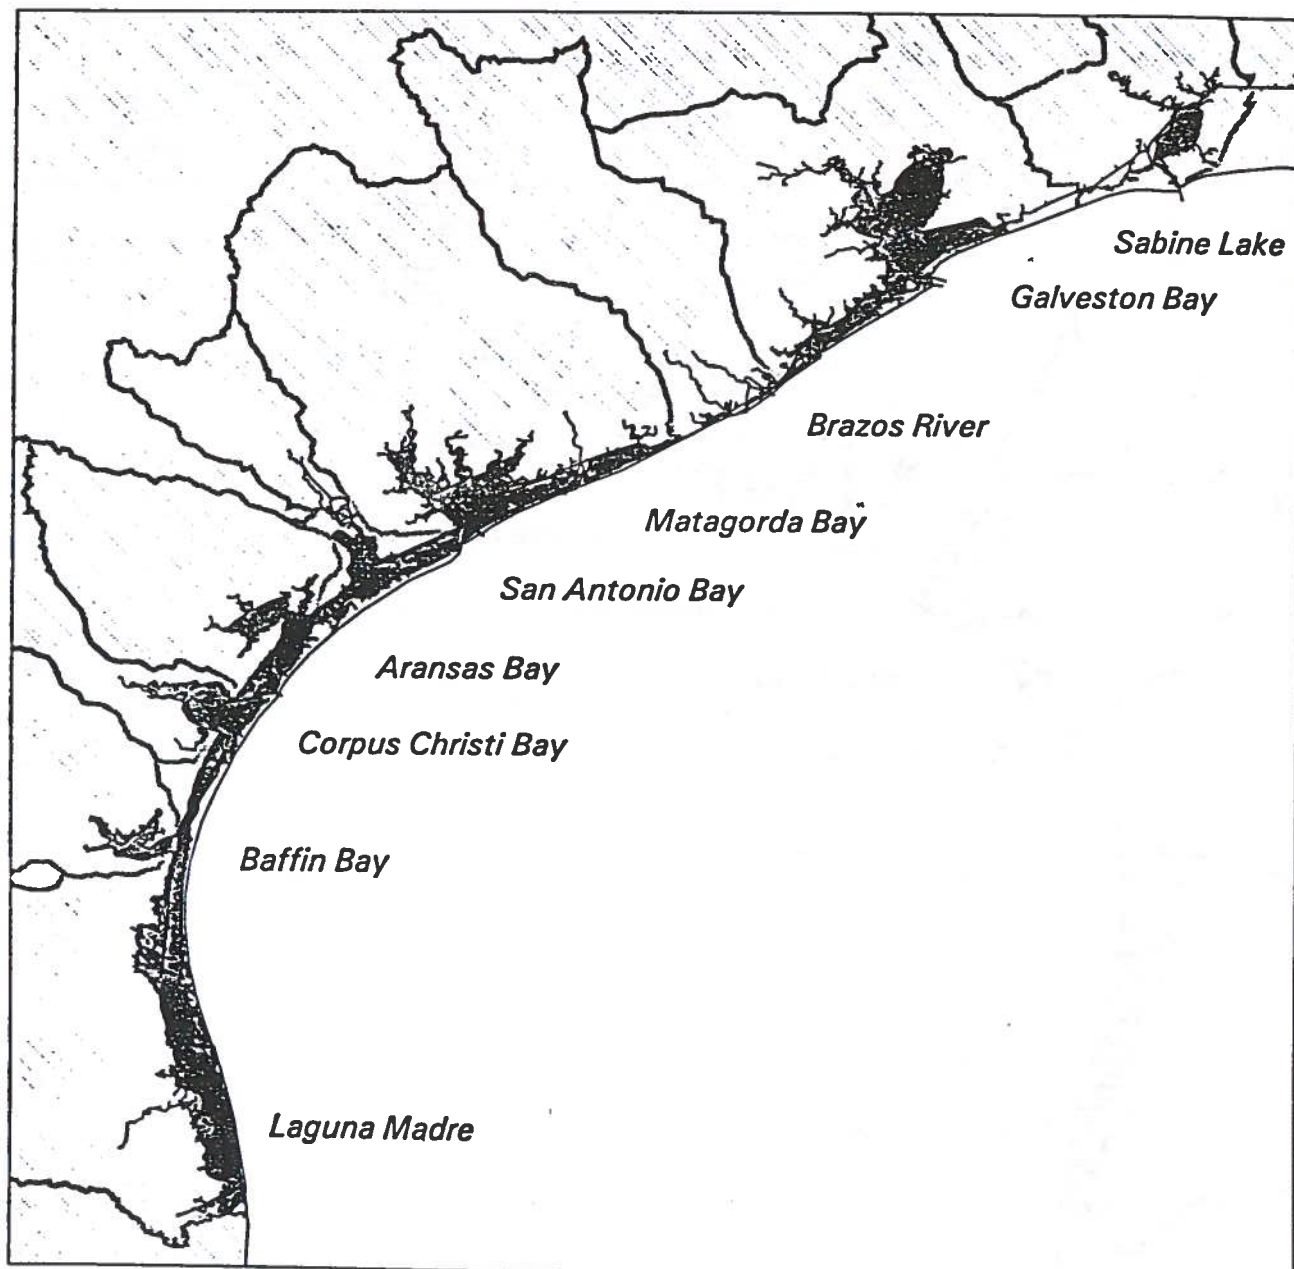 Sabine Lake
Galveston Bay
Brazos River
Matagorda Bay
San Antonio Bay
Aransas Bay
Corpus Christi Bay
Baffin Bay
Laguna Madre